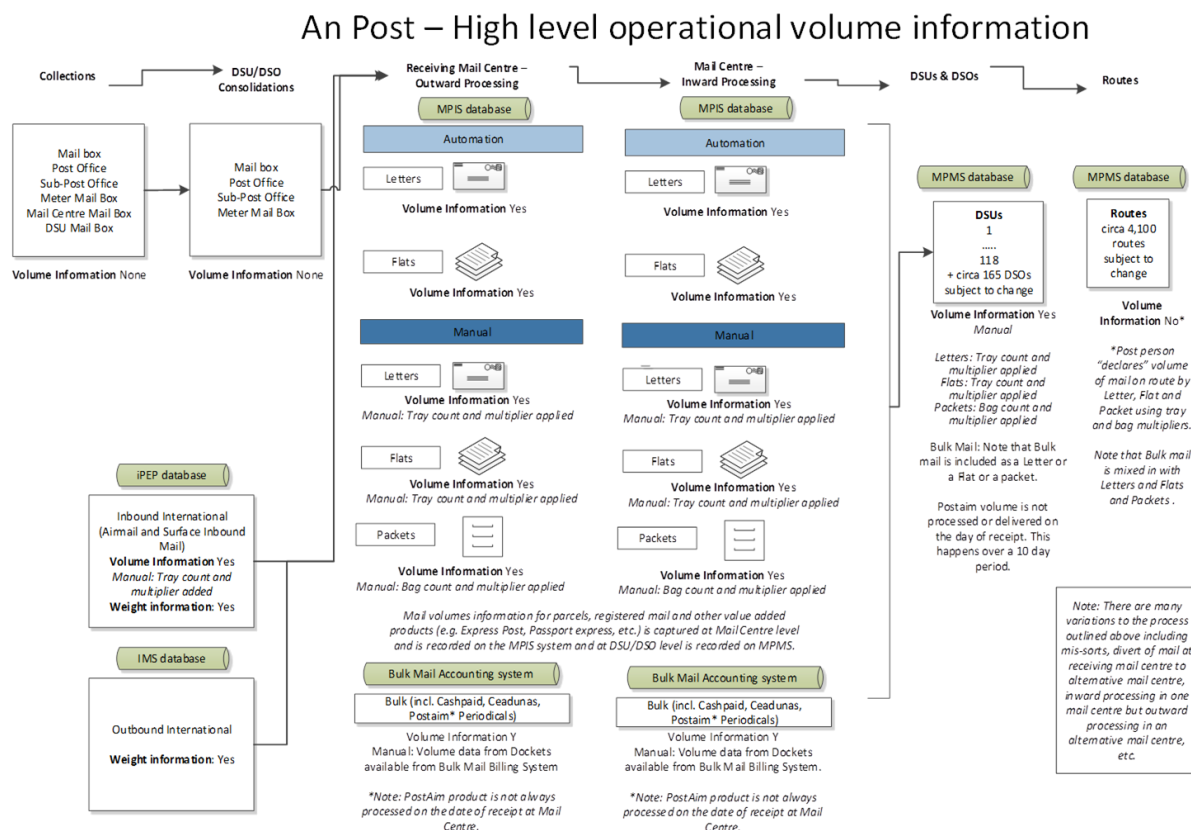 An Post – High level operational volume information
Collections
DSU/DSO
Consolidations
Receiving Mail Centre –
Outward Processing
Mail Centre –
Inward Processing
DSUs & DSOs
Routes
Mail box
Post Office
Sub-Post Office
Meter Mail Box
Mail Centre Mail Box
DSU Mail Box
Volume Information None
Mail box
Post Office
Sub-Post Office
Meter Mail Box
Volume Information None
MPIS database
Automation
Letters
Volume Information Yes
Flats
Volume Information Yes
Manual
Letters
Volume Information Yes
Manual: Tray count and multiplier applied
Flats
Volume Information Yes
Manual: Tray count and multiplier applied
Packets
Volume Information Yes
Manual: Bag count and multiplier applied
MPIS database
Automation
Letters
Volume Information Yes
Flats
Volume Information Yes
Manual
Letters
Volume Information Yes
Manual: Tray count and multiplier applied
Flats
Volume Information Yes
Manual: Tray count and multiplier applied
Packets
Volume Information Yes
Manual: Bag count and multiplier applied
Mail volumes information for parcels, registered mail and other value added
products (e.g. Express Post, Passport express, etc.) is captured at Mail Centre level
and is recorded on the MPIS system and at DSU/DSO level is recorded on MPMS.
Bulk Mail Accounting system
Bulk (incl. Cashpaid, Ceadunas,
Postaim* Periodicals)
Volume Information Y
Manual: Volume data from Dockets
available from Bulk Mail Billing System
*Note: PostAim product is not always
processed on the date of receipt at Mail
Centre.
Bulk Mail Accounting system
Bulk (incl. Cashpaid, Ceadunas,
Postaim* Periodicals)
Volume Information Y
Manual: Volume data from Dockets
available from Bulk Mail Billing System.
*Note: PostAim product is not always
processed on the date of receipt at Mail
Centre.
iPEP database
Inbound International
(Airmail and Surface Inbound
Mail)
Volume Information Yes
Manual: Tray count and
multiplier added
Weight information: Yes
IMS database
Outbound International
Weight information: Yes
MPMS database
DSUs
1
.....
118
+ circa 165 DSOs
subject to change
Volume Information Yes
Manual
Letters: Tray count and
multiplier applied
Flats: Tray count and
multiplier applied
Packets: Bag count and
multiplier applied
Bulk Mail: Note that Bulk
mail is included as a Letter or
a Flat or a packet.
Postaim volume is not
processed or delivered on
the day of receipt. This
happens over a 10 day
period.
MPMS database
Routes
circa 4,100
routes
subject to
change
Volume
Information No*
*Post person
“declares” volume
of mail on route by
Letter, Flat and
Packet using tray
and bag multipliers.
Note that Bulk mail
is mixed in with
Letters and Flats
and Packets .
Note: There are many
variations to the process
outlined above including
mis-sorts, divert of mail at
receiving mail centre to
alternative mail centre,
inward processing in one
mail centre but outward
processing in an
alternative mail centre,
etc.